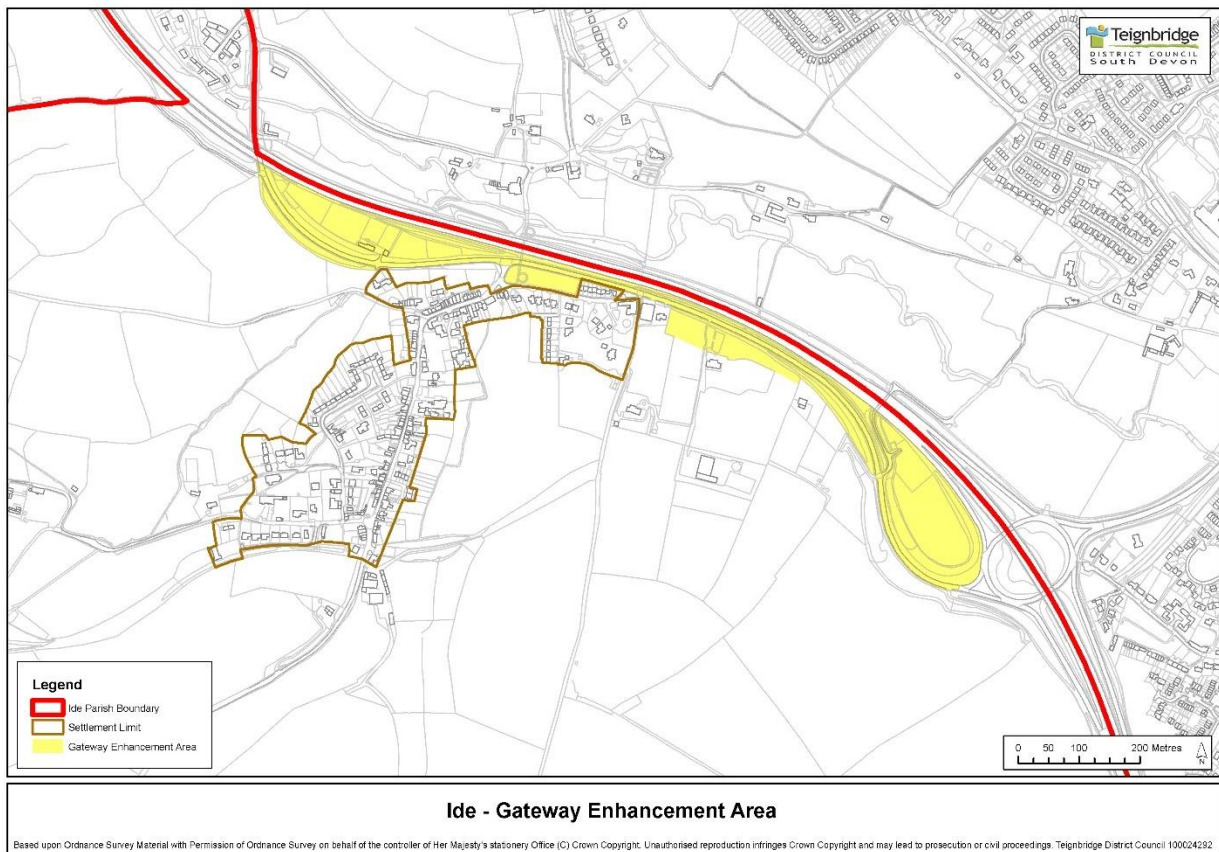 Teignbridge
DISTRICT COUNCIL
South Devon
Legend
Ide Parish Boundary
Settlement Limit
Gateway Enhancement Area
0 50 100 200 Metres
N
Ide - Gateway Enhancement Area
Based upon Ordnance Survey Material with Permission of Ordnance Survey on behalf of the controller of Her Majesty's stationery Office (C) Crown Copyright. Unauthorised reproduction infringes Crown Copyright and may lead to prosecution or civil proceedings. Teignbridge District Council 100024292